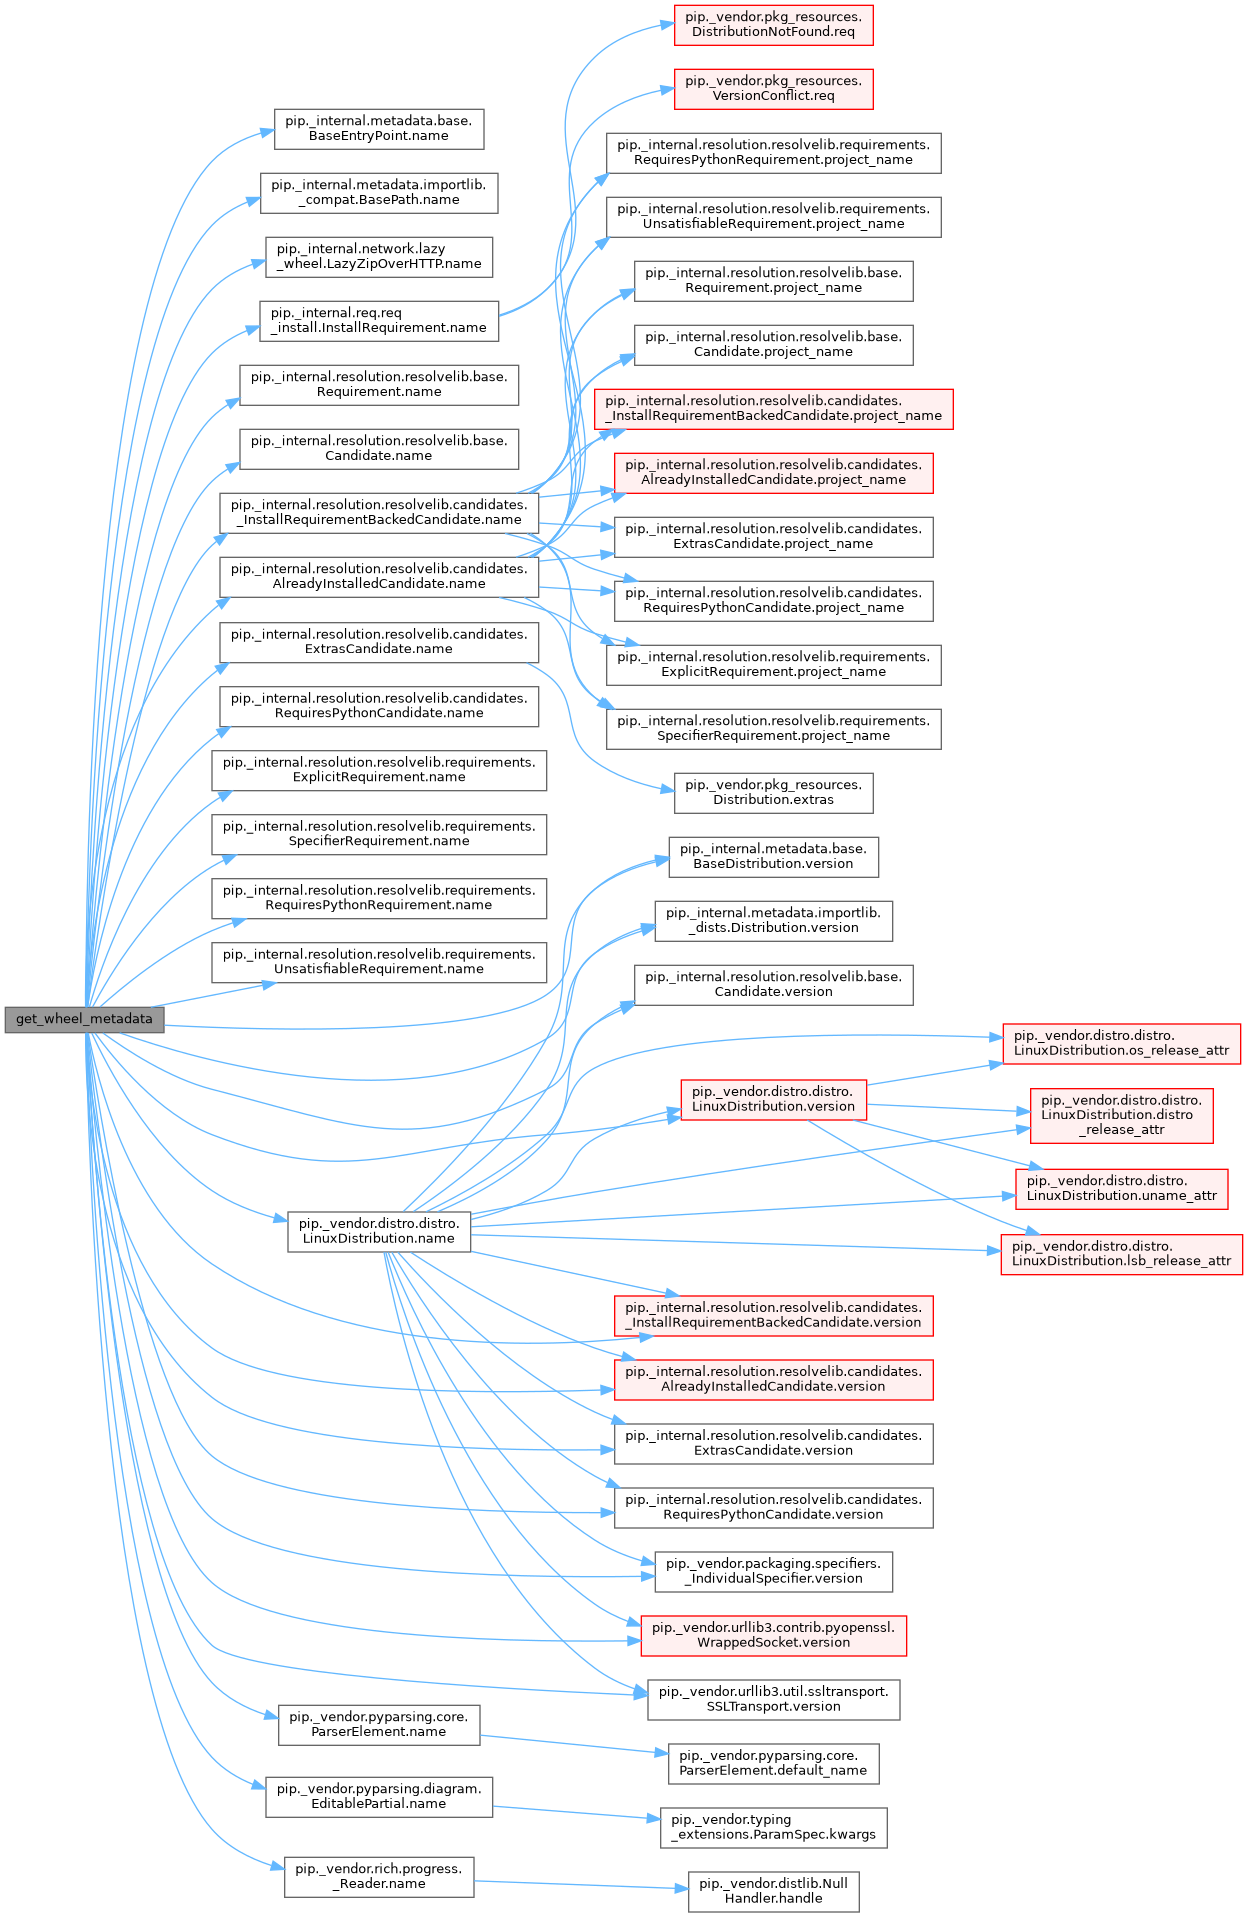 get_wheel_metadata
pip._internal.metadata.base.
BaseEntryPoint.name
pip._internal.metadata.importlib.
_compat.BasePath.name
pip._internal.network.lazy
_wheel.LazyZipOverHTTP.name
pip._internal.req.req
_install.InstallRequirement.name
pip._internal.resolution.resolvelib.base.
Requirement.name
pip._internal.resolution.resolvelib.base.
Candidate.name
pip._internal.resolution.resolvelib.candidates.
_InstallRequirementBackedCandidate.name
pip._internal.resolution.resolvelib.candidates.
AlreadyInstalledCandidate.name
pip._internal.resolution.resolvelib.candidates.
ExtrasCandidate.name
pip._internal.resolution.resolvelib.candidates.
RequiresPythonCandidate.name
pip._internal.resolution.resolvelib.requirements.
ExplicitRequirement.name
pip._internal.resolution.resolvelib.requirements.
SpecifierRequirement.name
pip._internal.resolution.resolvelib.requirements.
RequiresPythonRequirement.name
pip._internal.resolution.resolvelib.requirements.
UnsatisfiableRequirement.name
pip._vendor.distro.distro.
LinuxDistribution.name
pip._vendor.pyparsing.core.
ParserElement.name
pip._vendor.pyparsing.diagram.
EditablePartial.name
pip._vendor.rich.progress.
_Reader.name
pip._vendor.pkg_resources.
DistributionNotFound.req
pip._vendor.pkg_resources.
VersionConflict.req
pip._internal.resolution.resolvelib.requirements.
RequiresPythonRequirement.project_name
pip._internal.resolution.resolvelib.requirements.
UnsatisfiableRequirement.project_name
pip._internal.resolution.resolvelib.base.
Requirement.project_name
pip._internal.resolution.resolvelib.base.
Candidate.project_name
pip._internal.resolution.resolvelib.candidates.
_InstallRequirementBackedCandidate.project_name
pip._internal.resolution.resolvelib.candidates.
AlreadyInstalledCandidate.project_name
pip._internal.resolution.resolvelib.candidates.
ExtrasCandidate.project_name
pip._internal.resolution.resolvelib.candidates.
RequiresPythonCandidate.project_name
pip._internal.resolution.resolvelib.requirements.
ExplicitRequirement.project_name
pip._internal.resolution.resolvelib.requirements.
SpecifierRequirement.project_name
pip._vendor.pkg_resources.
Distribution.extras
pip._internal.metadata.base.
BaseDistribution.version
pip._internal.metadata.importlib.
_dists.Distribution.version
pip._internal.resolution.resolvelib.base.
Candidate.version
pip._vendor.distro.distro.
LinuxDistribution.version
pip._internal.resolution.resolvelib.candidates.
_InstallRequirementBackedCandidate.version
pip._internal.resolution.resolvelib.candidates.
AlreadyInstalledCandidate.version
pip._internal.resolution.resolvelib.candidates.
ExtrasCandidate.version
pip._internal.resolution.resolvelib.candidates.
RequiresPythonCandidate.version
pip._vendor.packaging.specifiers.
_IndividualSpecifier.version
pip._vendor.urllib3.contrib.pyopenssl.
WrappedSocket.version
pip._vendor.urllib3.util.ssltransport.
SSLTransport.version
pip._vendor.pyparsing.core.
ParserElement.default_name
pip._vendor.typing
_extensions.ParamSpec.kwargs
pip._vendor.distlib.Null
Handler.handle
pip._vendor.distro.distro.
LinuxDistribution.os_release_attr
pip._vendor.distro.distro.
LinuxDistribution.distro
_release_attr
pip._vendor.distro.distro.
LinuxDistribution.uname_attr
pip._vendor.distro.distro.
LinuxDistribution.lsb_release_attr